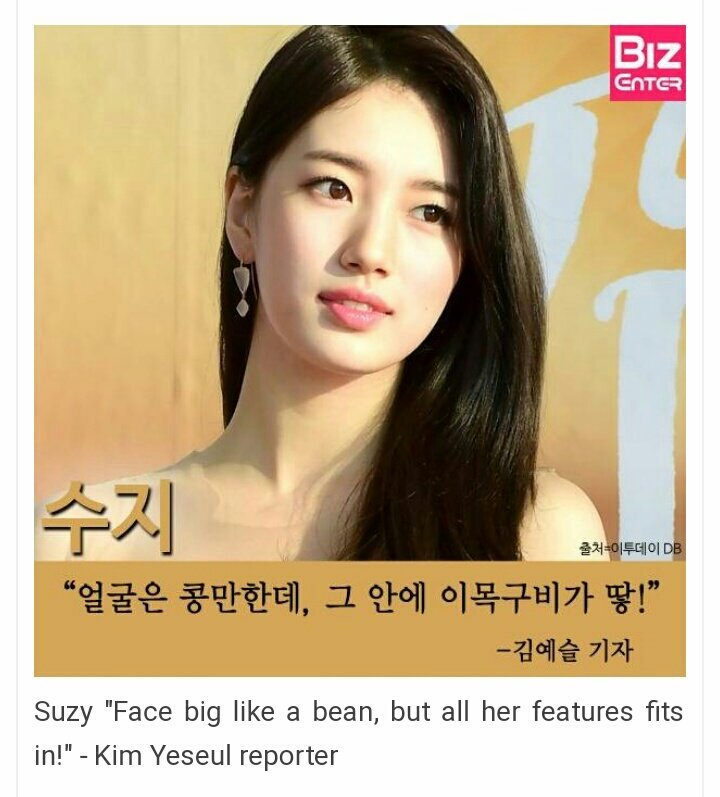 BIZ
ENTER
수지
출처=이투데이 DB
“얼굴은 콩만한데, 그 안에 이목구비가 땋!”
-김예슬 기자
Suzy "Face big like a bean, but all her features fits
in!" - Kim Yeseul reporter